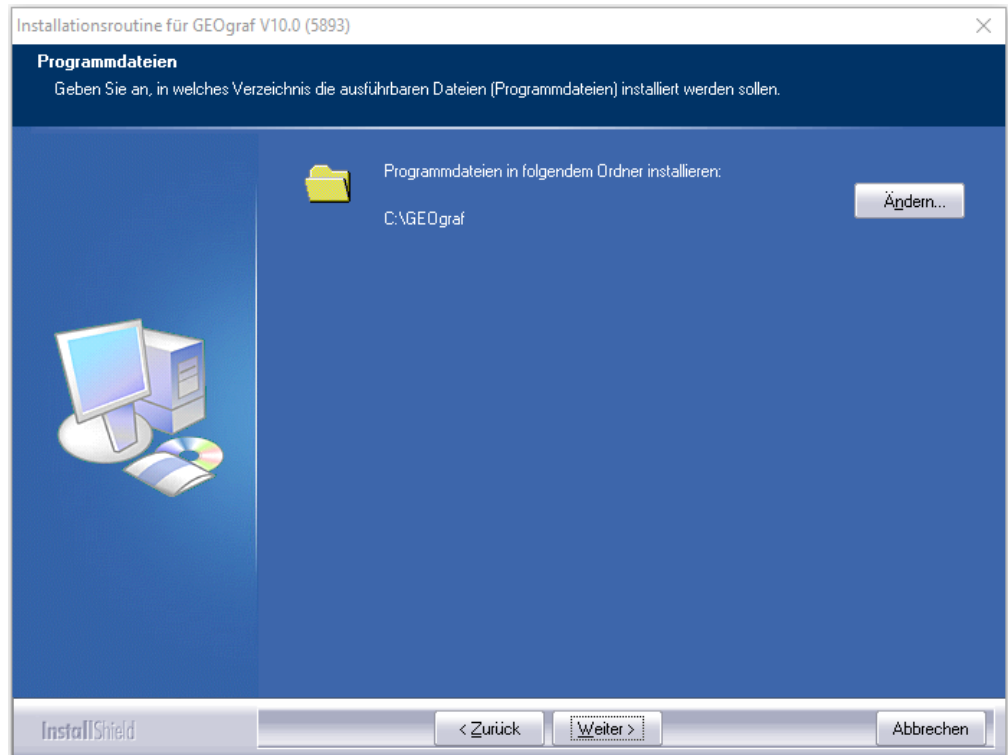 Installationsroutine für GEOgraf V10.0 (5893)
Programmdateien
Geben Sie an, in welches Verzeichnis die ausführbaren Dateien (Programmdateien) installiert werden sollen.
Programmdateien in folgendem Ordner installieren:
Ändern...
C:\GEOgraf
InstallShield
< Zurück
Weiter >
Abbrechen